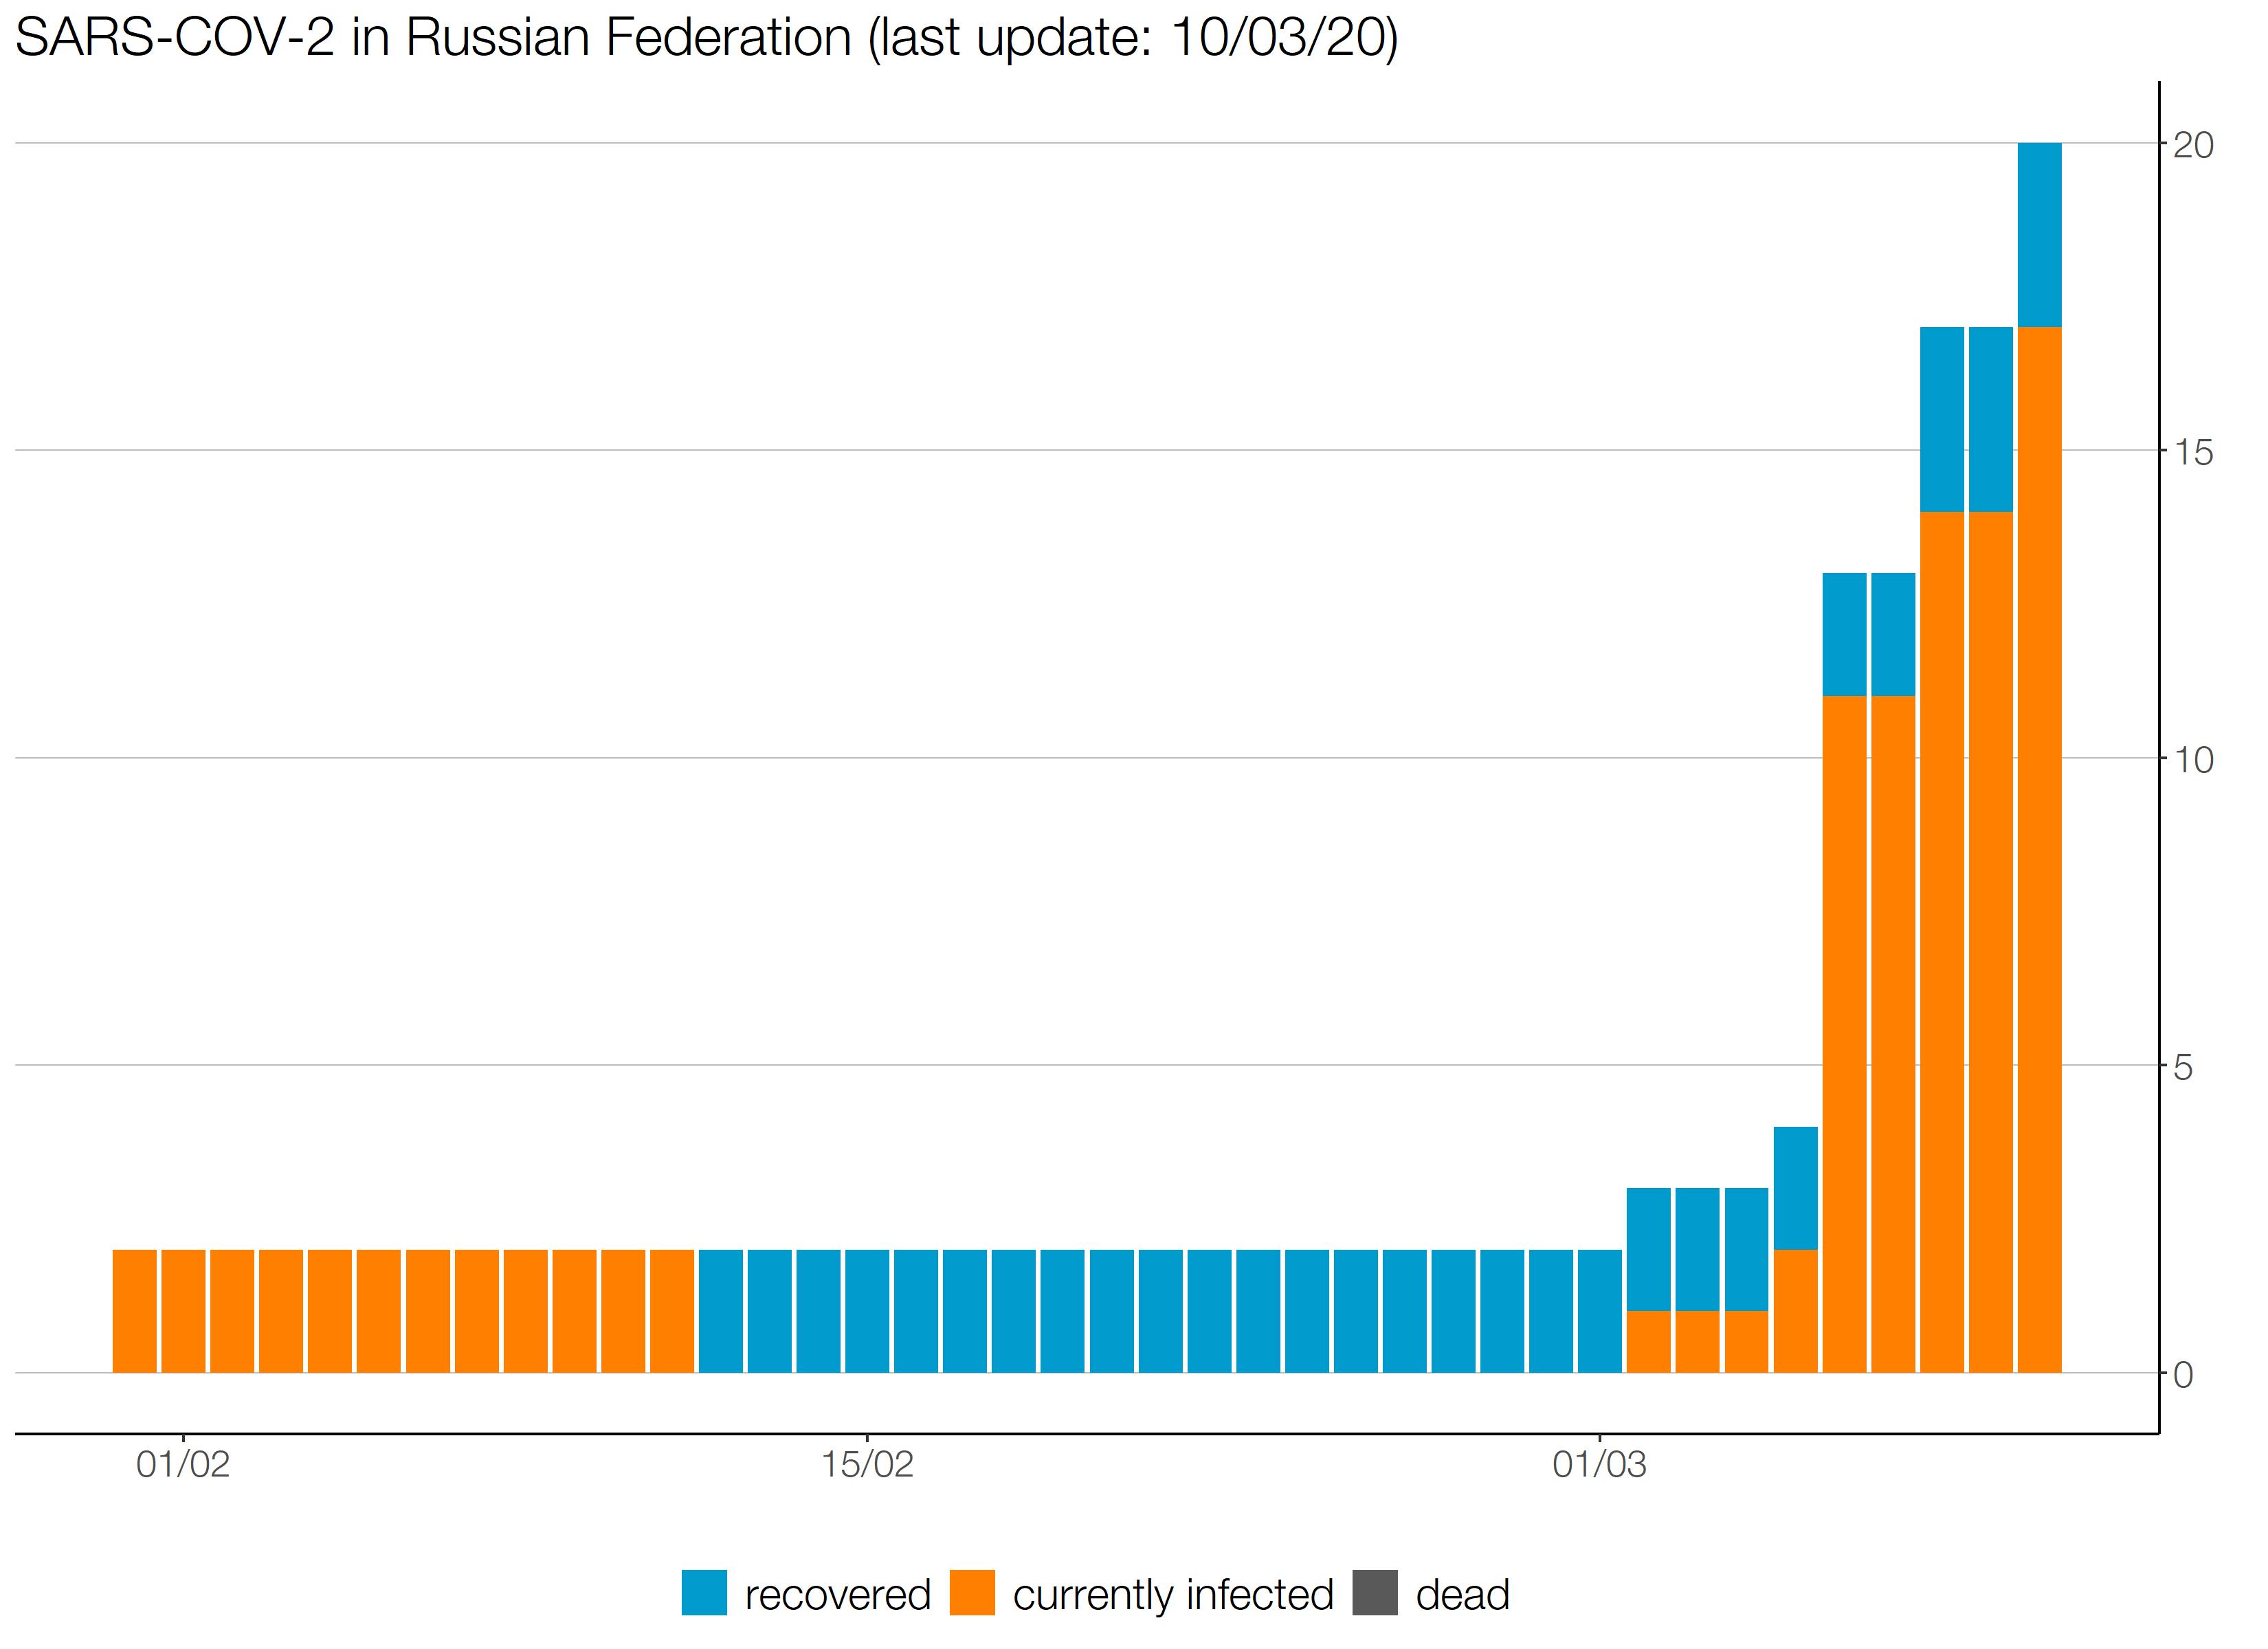 SARS-COV-2 in Russian Federation (last update: 10/03/20)
20
15
10
5
0
01/02 15/02 01/03
recovered currently infected dead